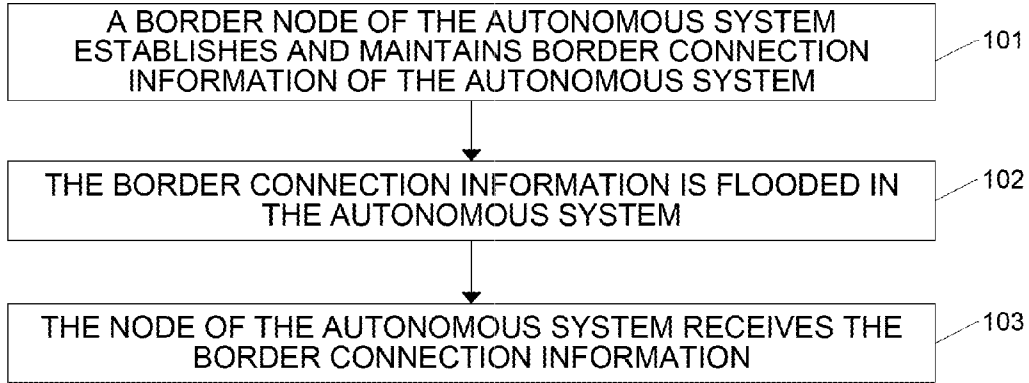 A BORDER NODE OF THE AUTONOMOUS SYSTEM
ESTABLISHES AND MAINTAINS BORDER CONNECTION
INFORMATION OF THE AUTONOMOUS SYSTEM
101
THE BORDER CONNECTION INFORMATION IS FLOODED IN
THE AUTONOMOUS SYSTEM
102
THE NODE OF THE AUTONOMOUS SYSTEM RECEIVES THE
BORDER CONNECTION INFORMATION
103